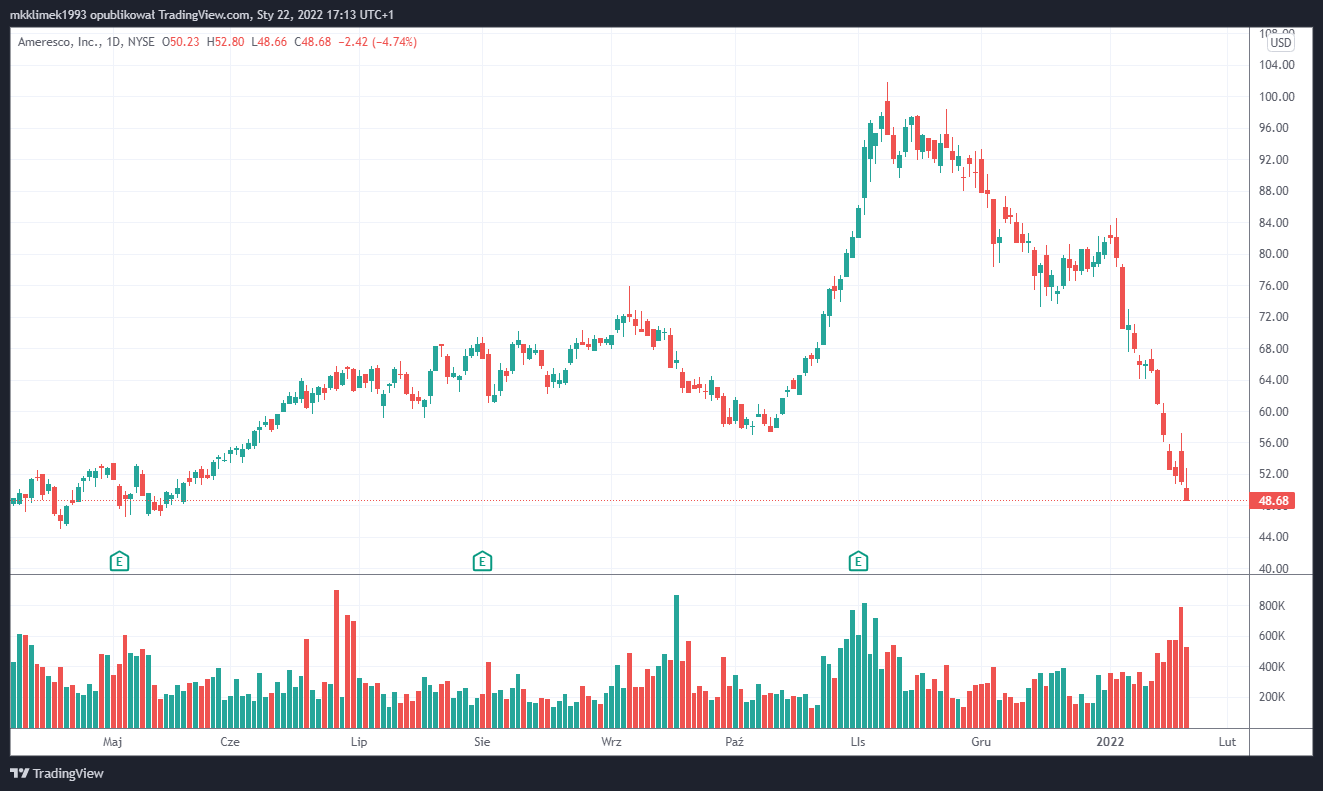 mkklimek1993 opublikował TradingView.com, Sty 22, 2022 17:13 UTC+1
Ameresco, Inc., 1D, NYSE O50.23 H52.80 L48.66 C48.68 −2.42 (−4.74%)
108.00
USD
104.00
100.00
96.00
92.00
88.00
84.00
80.00
76.00
72.00
68.00
64.00
60.00
56.00
52.00
48.68
44.00
40.00
E E E
800K
600K
400K
200K
Maj Cze Lip Sie Wrz Paź LIs Gru 2022 Lut
TradingView